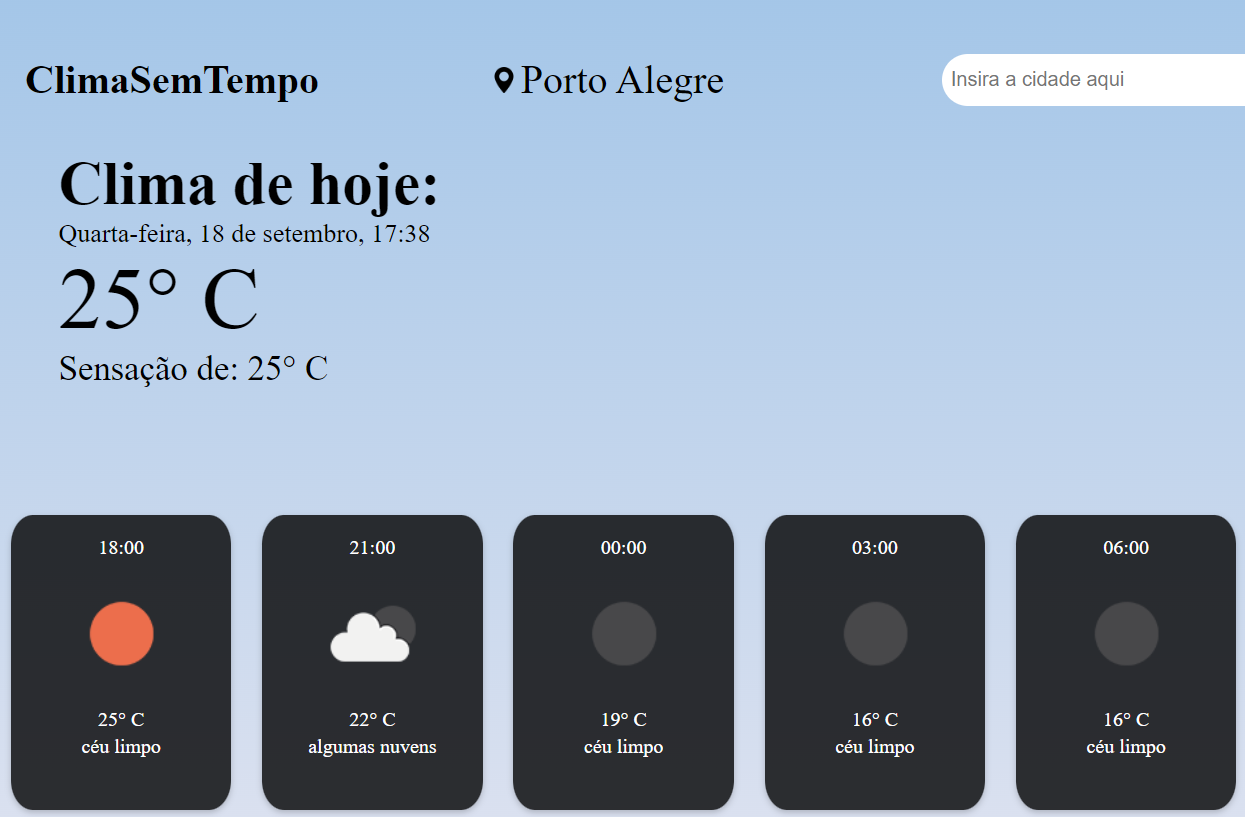 ClimaSemTempo
Porto Alegre
Insira a cidade aqui
Clima de hoje:
Quarta-feira, 18 de setembro, 17:38
25° C
Sensação de: 25° C
18:00
25° C
céu limpo
21:00
22° C
algumas nuvens
00:00
19° C
céu limpo
03:00
16° C
céu limpo
06:00
16° C
céu limpo